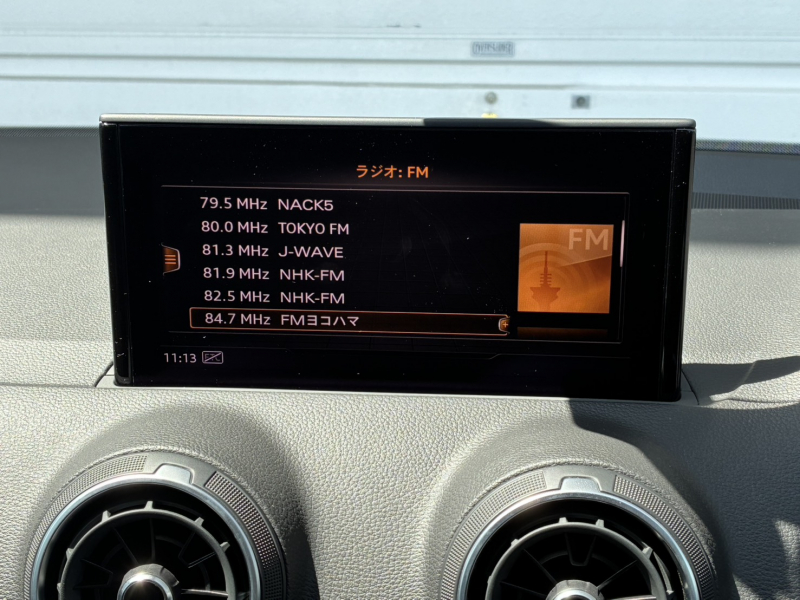 ラジオ: FM
79.5 MHz NACK5
80.0 MHz TOKYO FM
81.3 MHz J-WAVE
81.9 MHz NHK-FM
82.5 MHz NHK-FM
84.7 MHz FMヨコハマ
FM
11:13 ETC